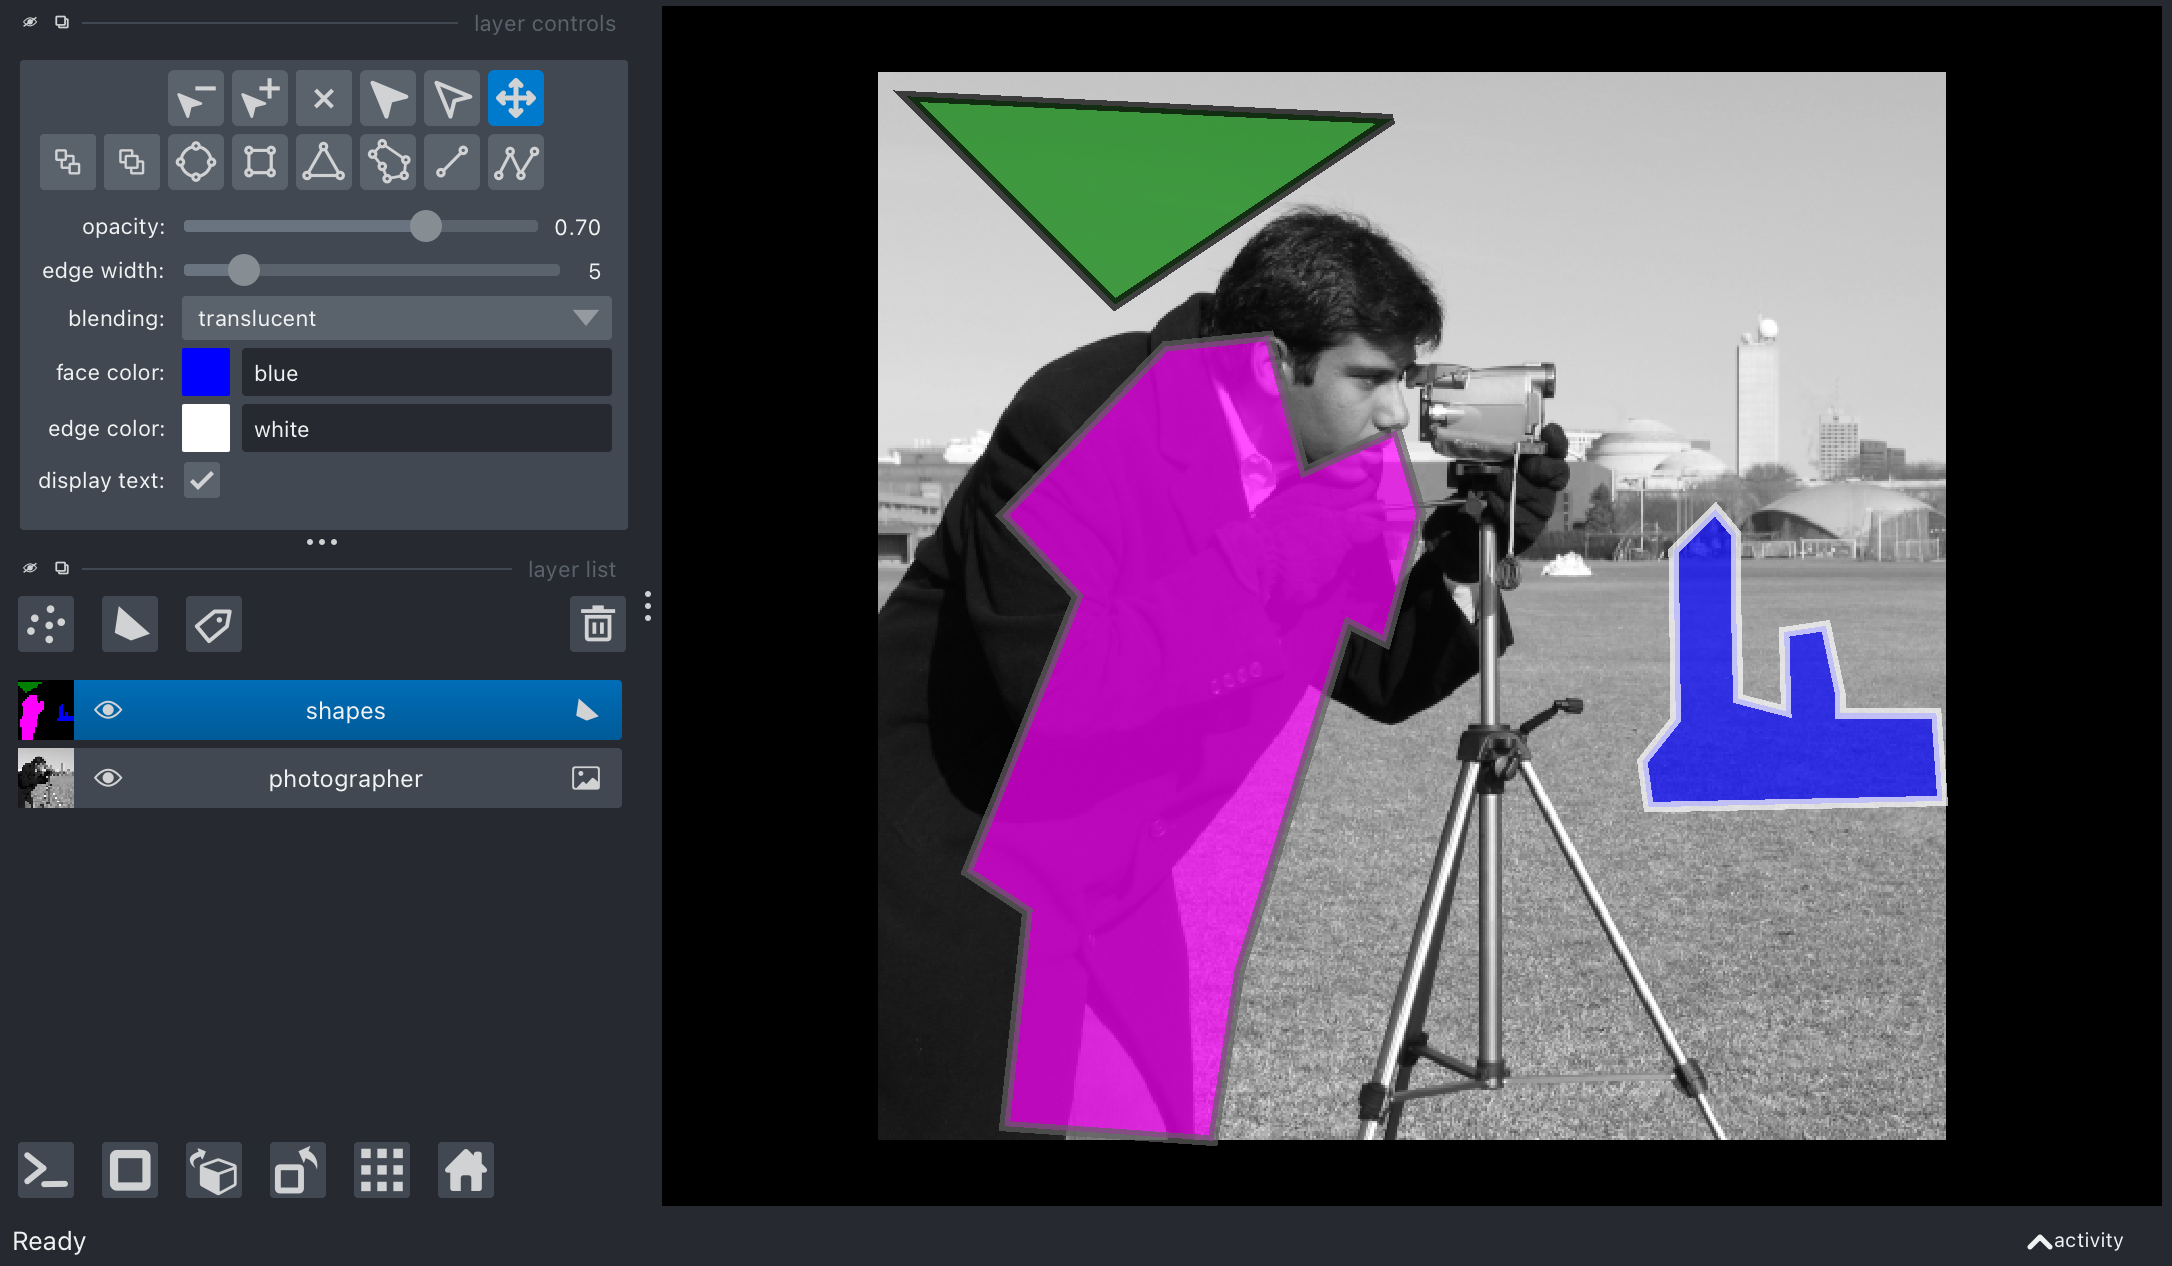 layer controls
opacity: 0.70
edge width: 5
blending: translucent
face color: blue
edge color: white
display text:
layer list
shapes
photographer
Ready
activity